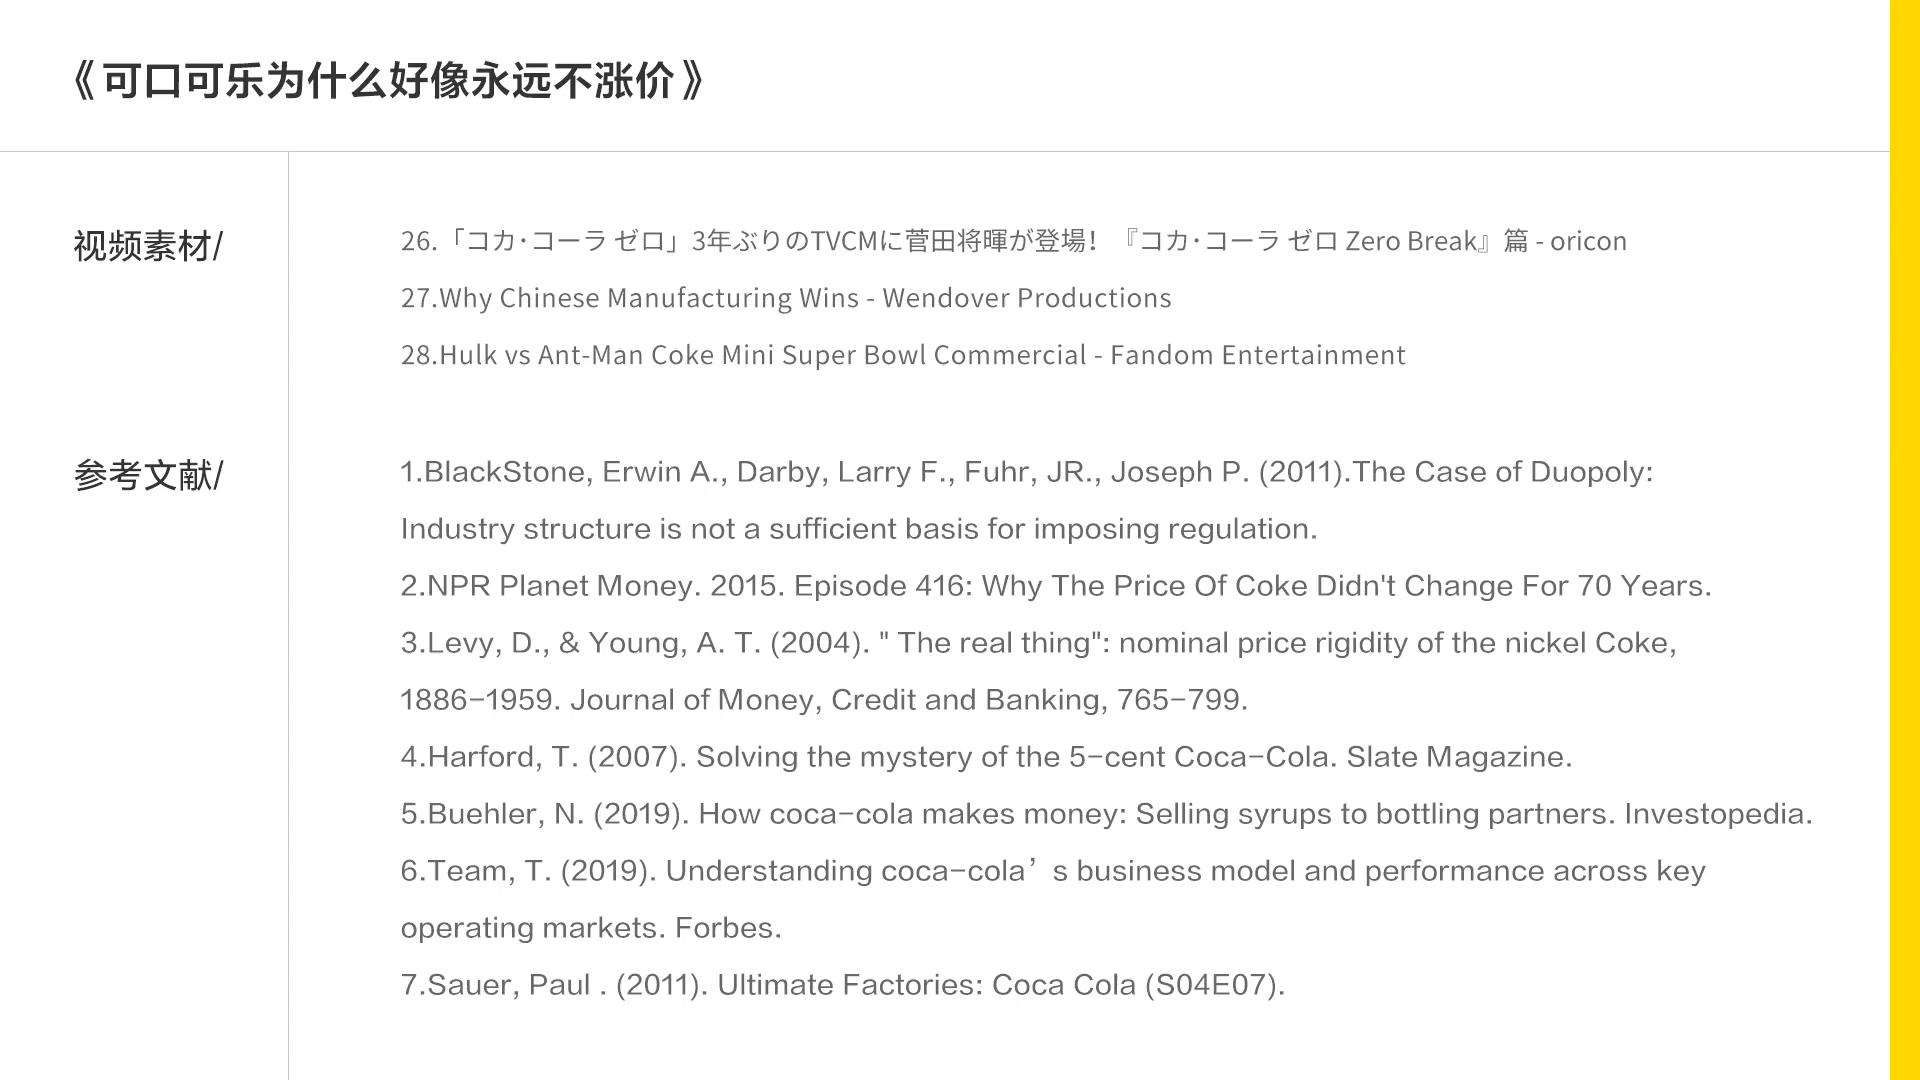 《可口可乐为什么好像永远不涨价》
视频素材/
26.「コカ･コーラ ゼロ」3年ぶりのTVCMに菅田将暉が登場！『コカ･コーラ ゼロ Zero Break』篇 - oricon
27.Why Chinese Manufacturing Wins - Wendover Productions
28.Hulk vs Ant-Man Coke Mini Super Bowl Commercial - Fandom Entertainment
参考文献/
1.BlackStone, Erwin A., Darby, Larry F., Fuhr, JR., Joseph P. (2011).The Case of Duopoly:
Industry structure is not a sufficient basis for imposing regulation.
2.NPR Planet Money. 2015. Episode 416: Why The Price Of Coke Didn't Change For 70 Years.
3.Levy, D., & Young, A. T. (2004). " The real thing": nominal price rigidity of the nickel Coke,
1886–1959. Journal of Money, Credit and Banking, 765–799.
4.Harford, T. (2007). Solving the mystery of the 5–cent Coca–Cola. Slate Magazine.
5.Buehler, N. (2019). How coca–cola makes money: Selling syrups to bottling partners. Investopedia.
6.Team, T. (2019). Understanding coca–cola’s business model and performance across key
operating markets. Forbes.
7.Sauer, Paul . (2011). Ultimate Factories: Coca Cola (S04E07).